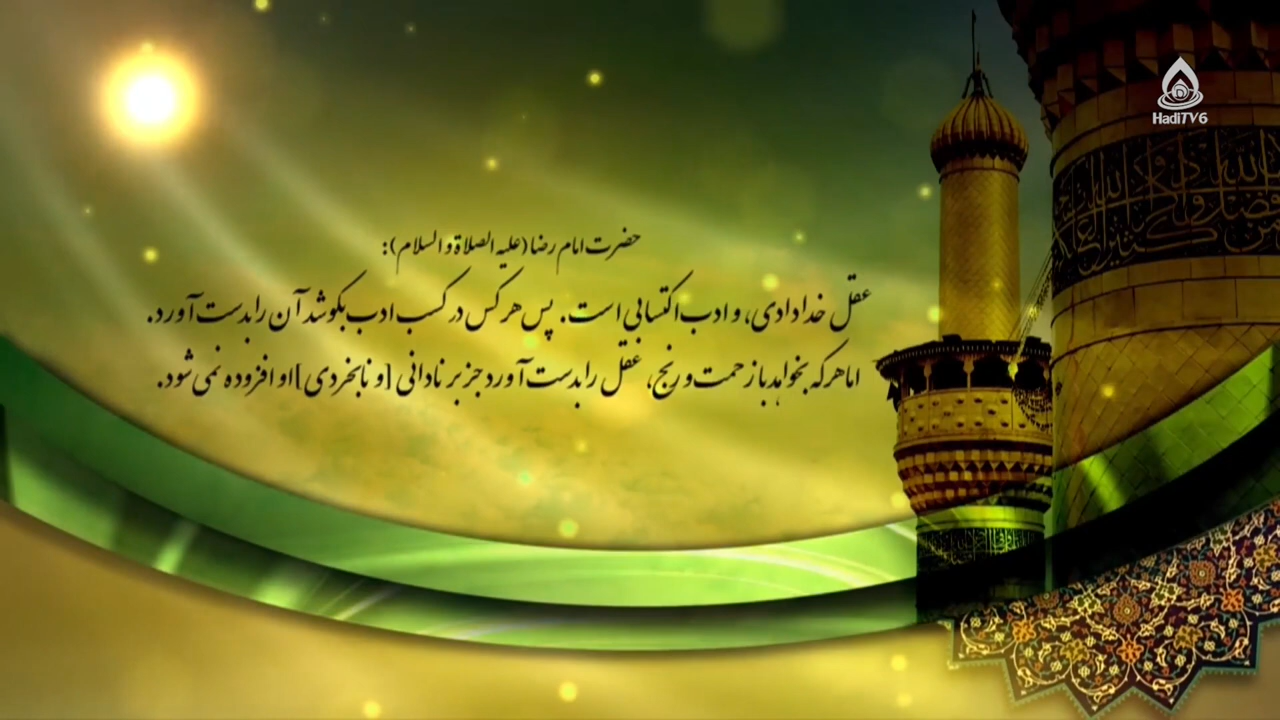 HadiTV6
حضرت امام رضا (علیه الصلاة و السلام):
عقل خدادادی، و ادب اکتسابی است. پس هر کس در کسب ادب بکوشد آن را بدست آورد.
اما هر که بخواهد با زحمت و رنج، عقل را بدست آورد جز بر نادانی [و نابخردی] او افزوده نمی شود.